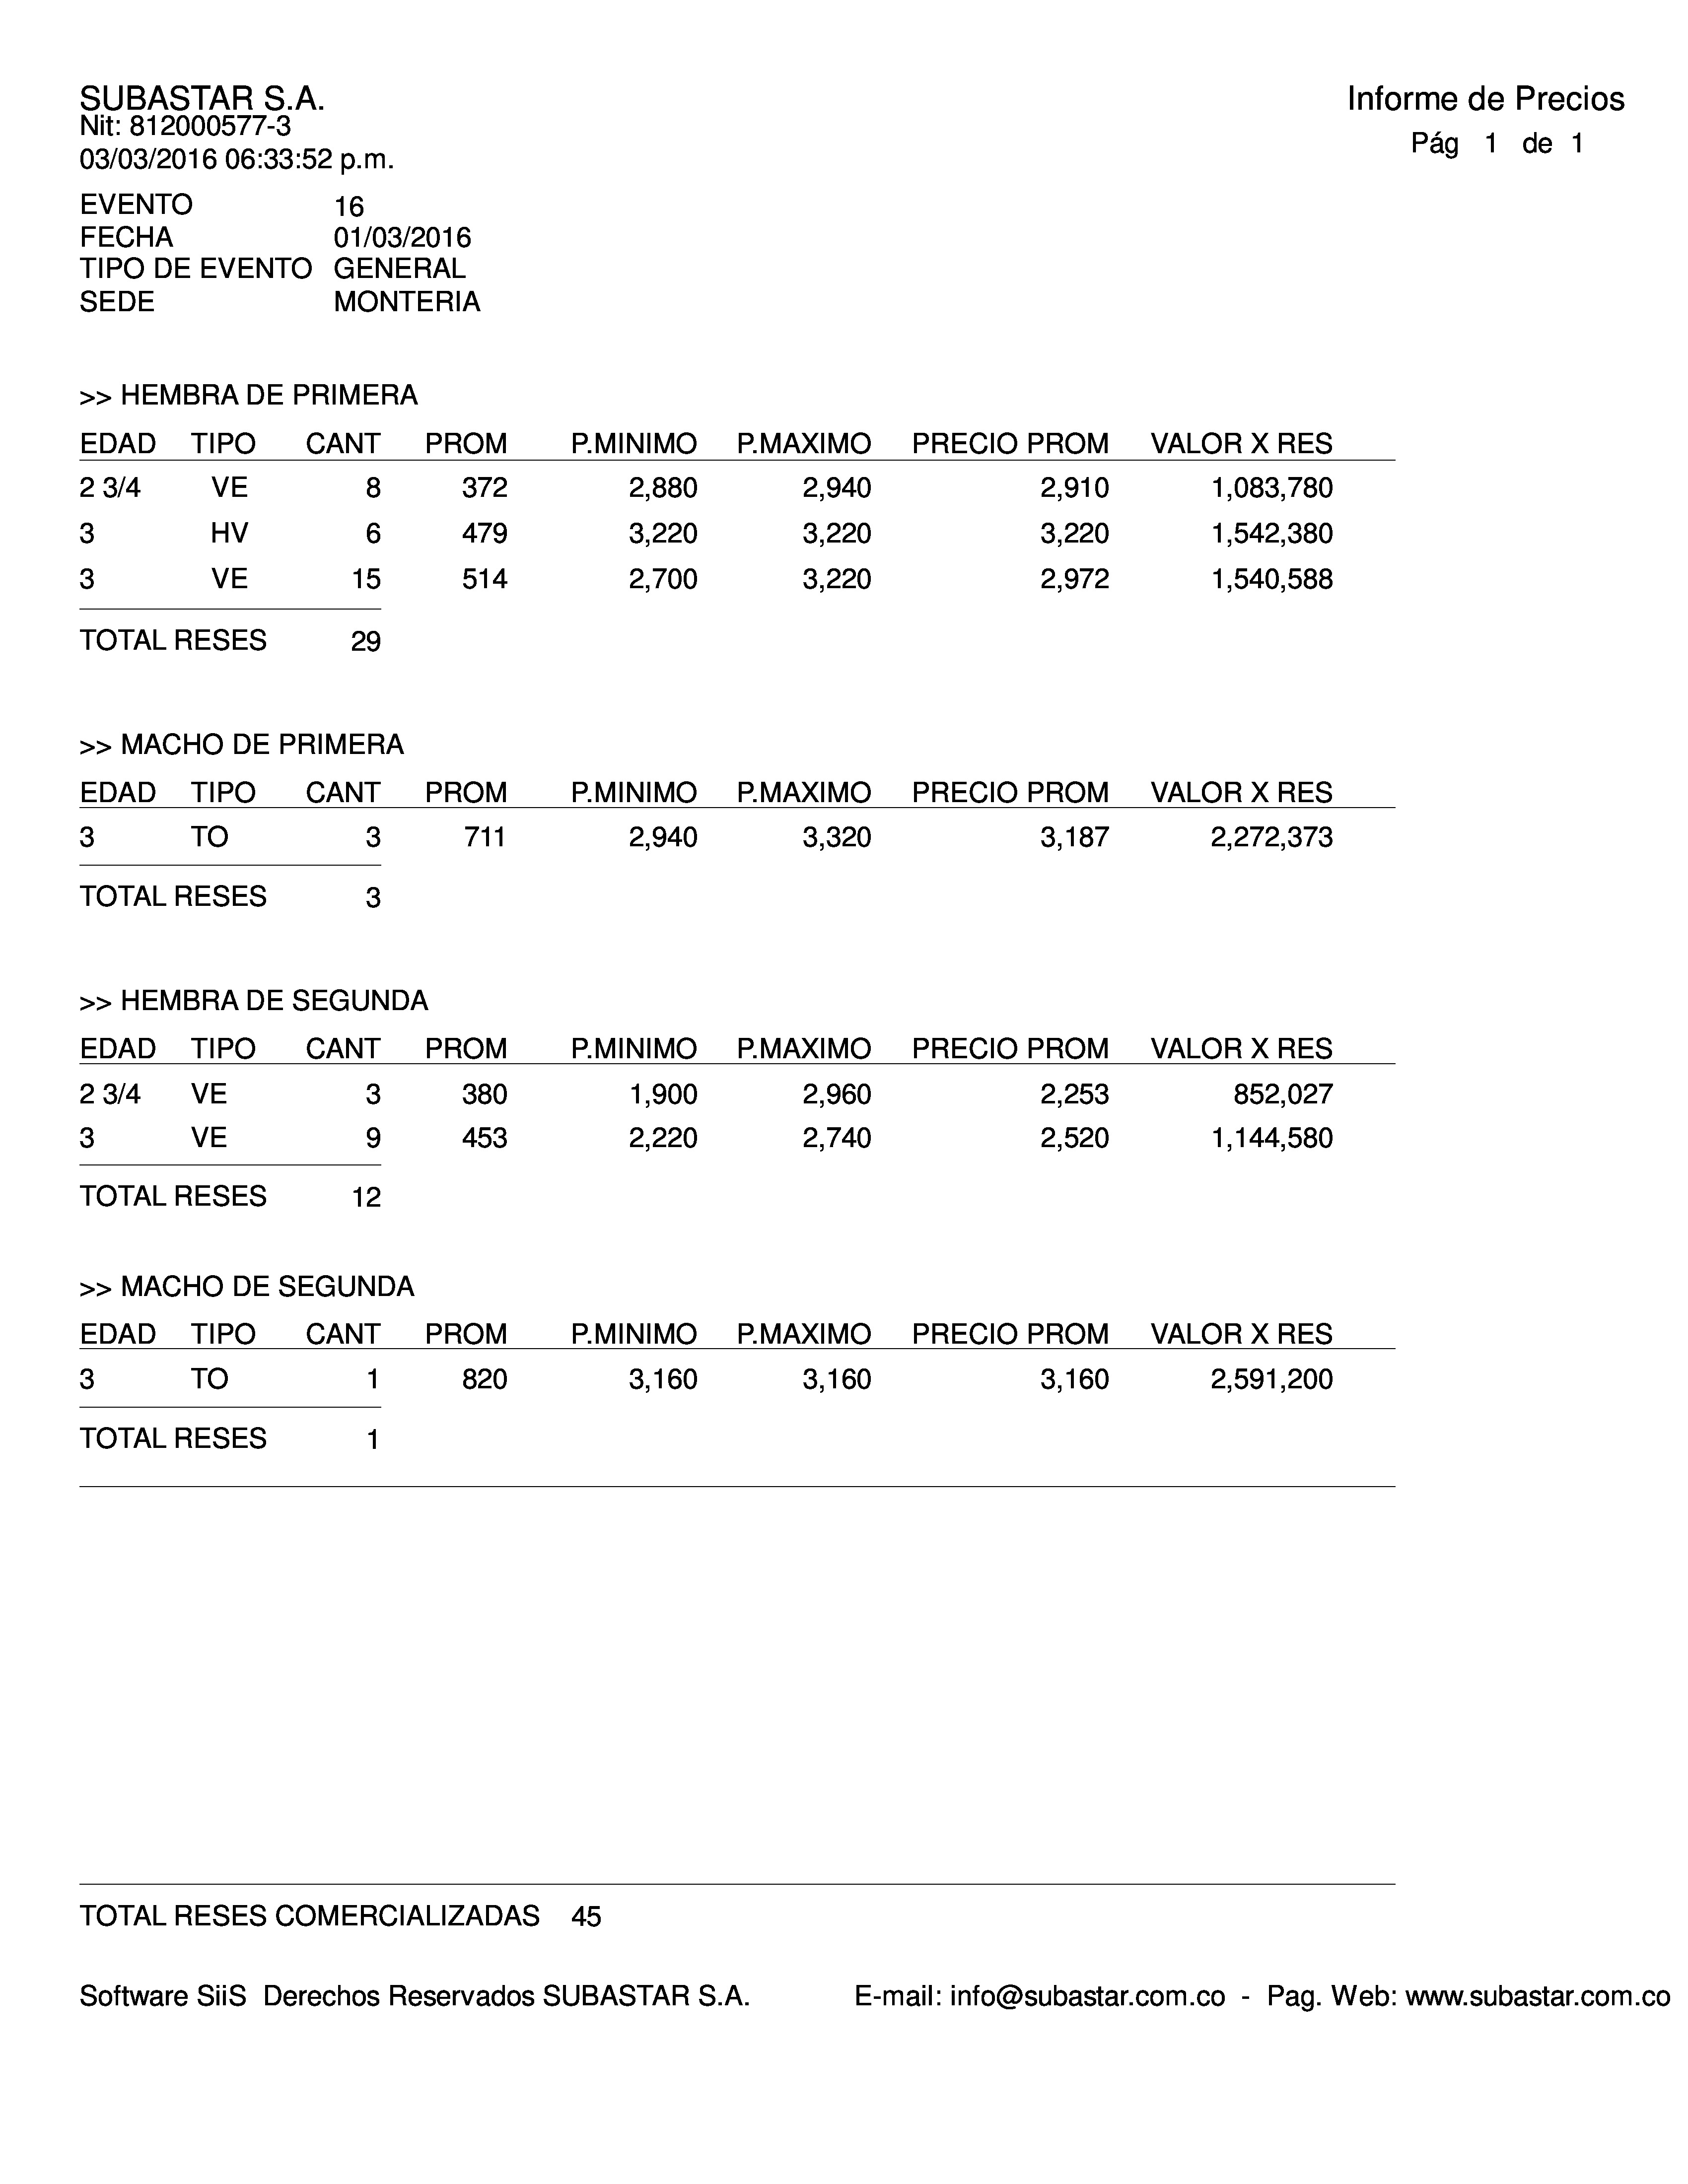 SUBASTAR S.A.
Informe de Precios
Nit: 812000577-3
Pág 1 de 1
03/03/2016 06:33:52 p.m.
EVENTO 16
FECHA 01/03/2016
TIPO DE EVENTO GENERAL
SEDE MONTERIA
>> HEMBRA DE PRIMERA
EDAD TIPO CANT PROM P.MINIMO P.MAXIMO PRECIO PROM VALOR X RES
2 3/4 VE 8 372 2,880 2,940 2,910 1,083,780
3 HV 6 479 3,220 3,220 3,220 1,542,380
3 VE 15 514 2,700 3,220 2,972 1,540,588
TOTAL RESES 29
>> MACHO DE PRIMERA
EDAD TIPO CANT PROM P.MINIMO P.MAXIMO PRECIO PROM VALOR X RES
3 TO 3 711 2,940 3,320 3,187 2,272,373
TOTAL RESES 3
>> HEMBRA DE SEGUNDA
EDAD TIPO CANT PROM P.MINIMO P.MAXIMO PRECIO PROM VALOR X RES
2 3/4 VE 3 380 1,900 2,960 2,253 852,027
3 VE 9 453 2,220 2,740 2,520 1,144,580
TOTAL RESES 12
>> MACHO DE SEGUNDA
EDAD TIPO CANT PROM P.MINIMO P.MAXIMO PRECIO PROM VALOR X RES
3 TO 1 820 3,160 3,160 3,160 2,591,200
TOTAL RESES 1
TOTAL RESES COMERCIALIZADAS 45
Software SiiS Derechos Reservados SUBASTAR S.A. E-mail: info@subastar.com.co - Pag. Web: www.subastar.com.co